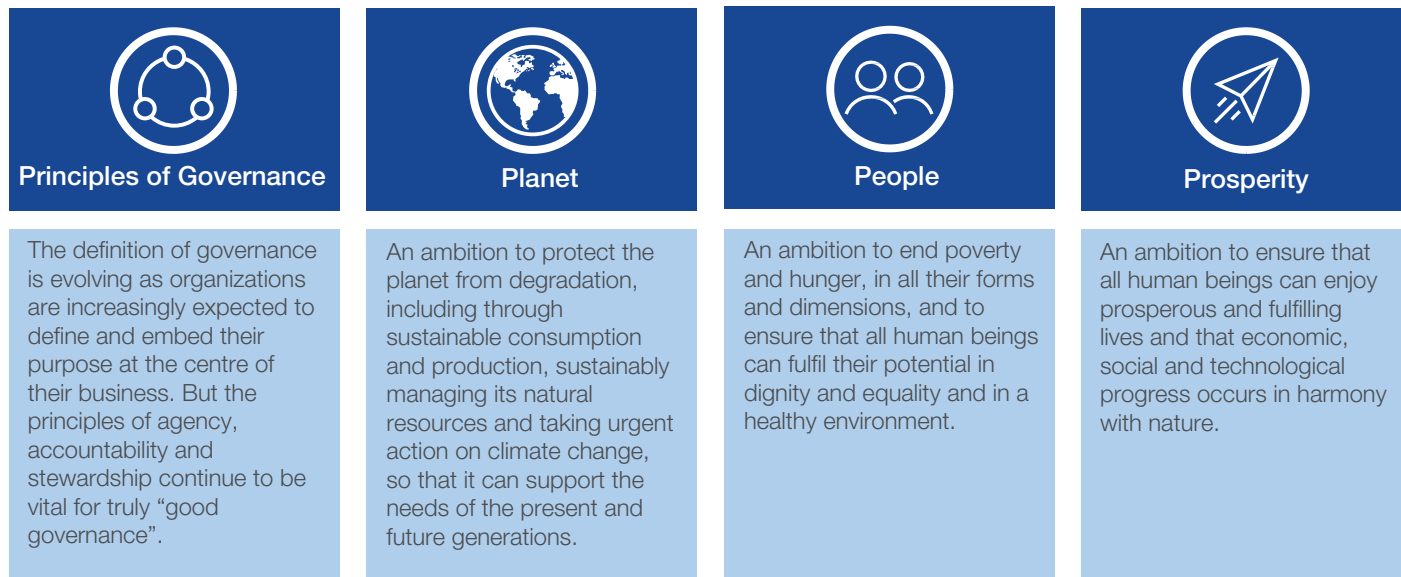 Principles of Governance
The definition of governance
is evolving as organizations
are increasingly expected to
define and embed their
purpose at the centre of
their business. But the
principles of agency,
accountability and
stewardship continue to be
vital for truly “good
governance”.
Planet
An ambition to protect the
planet from degradation,
including through
sustainable consumption
and production, sustainably
managing its natural
resources and taking urgent
action on climate change,
so that it can support the
needs of the present and
future generations.
People
An ambition to end poverty
and hunger, in all their forms
and dimensions, and to
ensure that all human beings
can fulfil their potential in
dignity and equality and in a
healthy environment.
Prosperity
An ambition to ensure that
all human beings can enjoy
prosperous and fulfilling
lives and that economic,
social and technological
progress occurs in harmony
with nature.